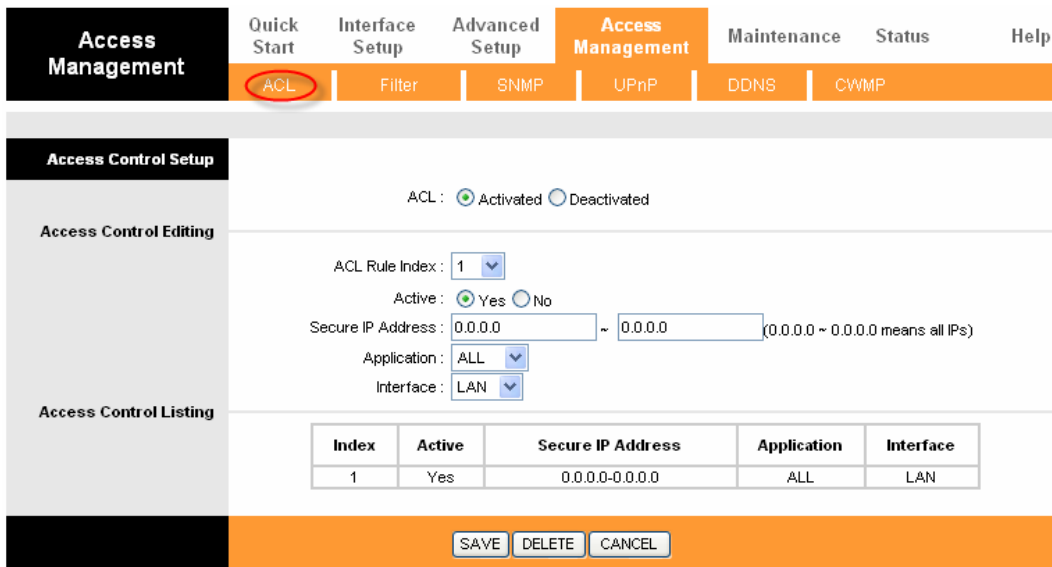 Access Management
Quick Start
Interface Setup
Advanced Setup
Access Management
Maintenance
Status
Help
ACL
Filter
SNMP
UPnP
DDNS
CWMP
Access Control Setup
ACL : Activated Deactivated
Access Control Editing
ACL Rule Index : 1
Active : Yes No
Secure IP Address : 0.0.0.0 ~ 0.0.0.0 (0.0.0.0 ~ 0.0.0.0 means all IPs)
Application : ALL
Interface : LAN
Access Control Listing
Index Active Secure IP Address Application Interface
1 Yes 0.0.0.0-0.0.0.0 ALL LAN
SAVE DELETE CANCEL